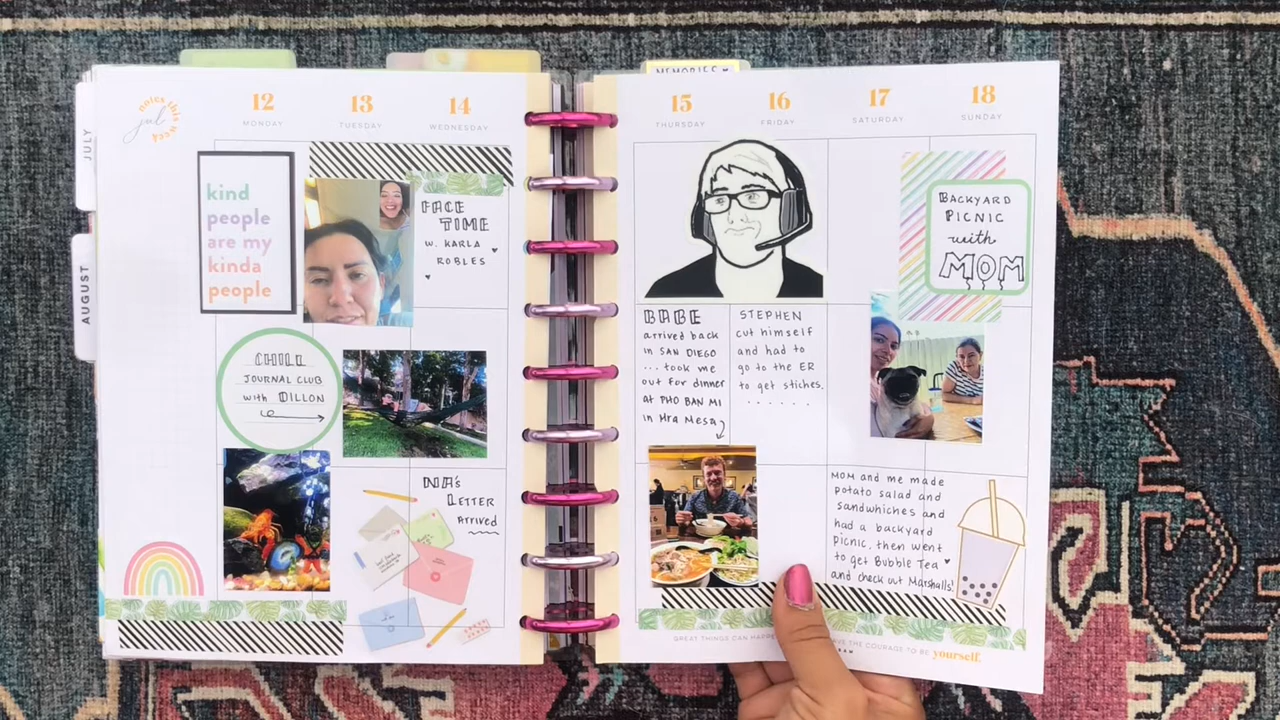 MEMORIES
JULY
AUGUST
notes this week
jul
12
MONDAY
13
TUESDAY
14
WEDNESDAY
kind
people
are my
kinda
people
FACE
TIME
W. KARLA
ROBLES
CHILL
JOURNAL CLUB
with DILLON
NA's
LETTER
Arrived
15
THURSDAY
16
FRIDAY
17
SATURDAY
18
SUNDAY
BACKYARD
PICNIC
with
MOM
BABE
arrived back
in SAN DIEGO
... took me
out for dinner
at PHO BAN MI
in Mra Mesa
STEPHEN
cut himself
and had to
go to the ER
to get stiches.
. . . . . .
MOM and me made
potato salad and
sandwhiches and
had a backyard
picnic, then went
to get Bubble Tea
and check out Marshalls!
GREAT THINGS CAN HAPPE
VE THE COURAGE TO BE yourself.